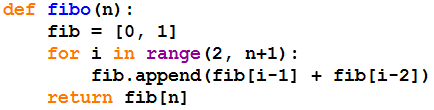 def fibo(n):
    fib = [0, 1]
    for i in range(2, n+1):
        fib.append(fib[i-1] + fib[i-2])
    return fib[n]